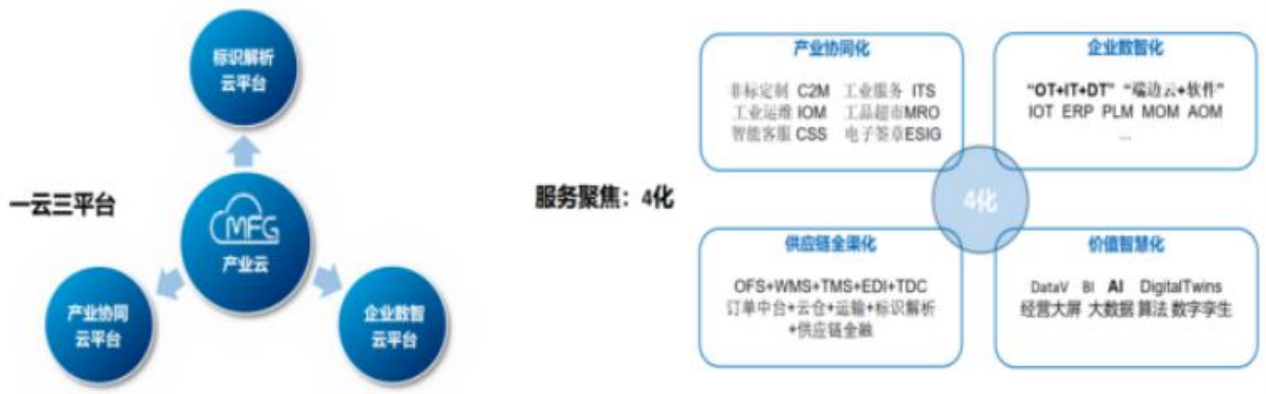 一云三平台
标识解析
云平台
MFG
产业云
产业协同
云平台
企业数智
云平台
服务聚焦：4化
产业协同化
非标定制 C2M 工业服务 ITS
工业运维 IOM 工品超市MRO
智能客服 CSS 电子签章ESIG
企业数智化
“OT+IT+DT” “端边云+软件”
IOT ERP PLM MOM AOM
...
4化
供应链全渠化
OFS+WMS+TMS+EDI+TDC
订单中台+云仓+运输+标识解析
+供应链金融
价值智慧化
DataV BI AI DigitalTwins
经营大屏 大数据 算法 数字孪生